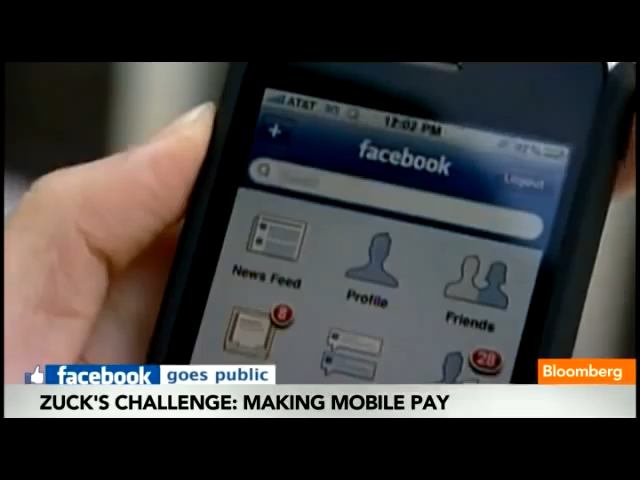 AT&T 3G 12:02 PM
+ facebook Logout
News Feed Profile Friends
8
28
facebook goes public
Bloomberg
ZUCK'S CHALLENGE: MAKING MOBILE PAY